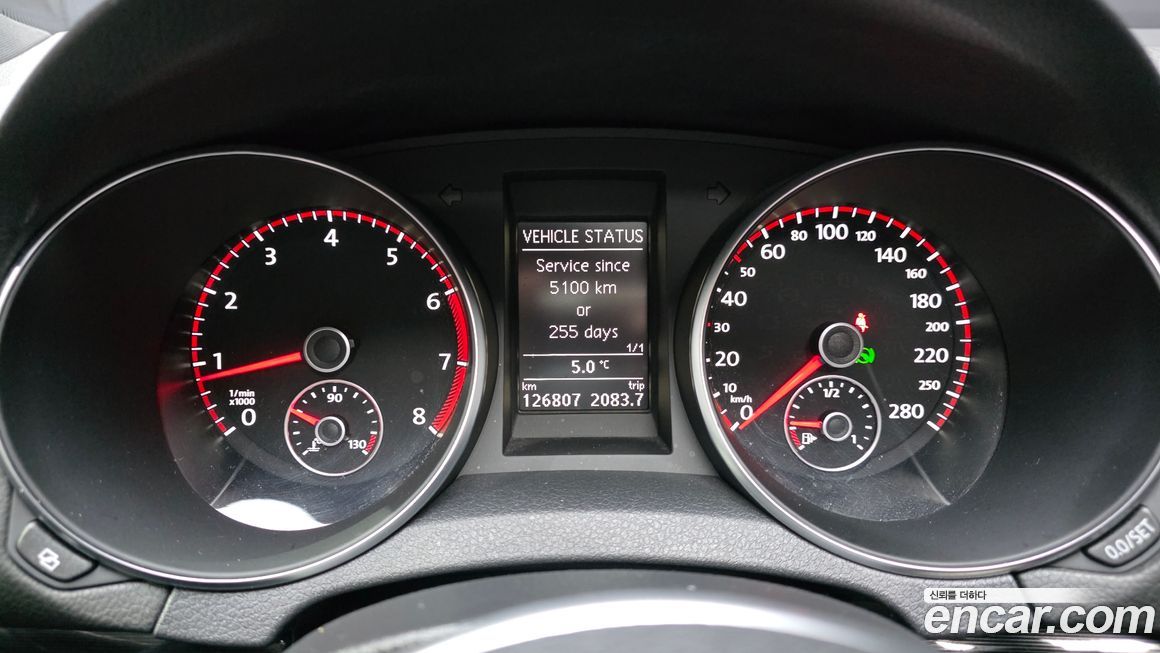 VEHICLE STATUS
Service since
5100 km
or
255 days
1/1
5.0 °C
km trip
126807 2083.7
0 1 2 3 4 5 6 7 8
1/min
x1000
90
130
0 10 20 30 40 50 60 80 100 120 140 160 180 200 220 250 280
km/h
1/2
1
0.0/SET
신뢰를 더하다
encar.com